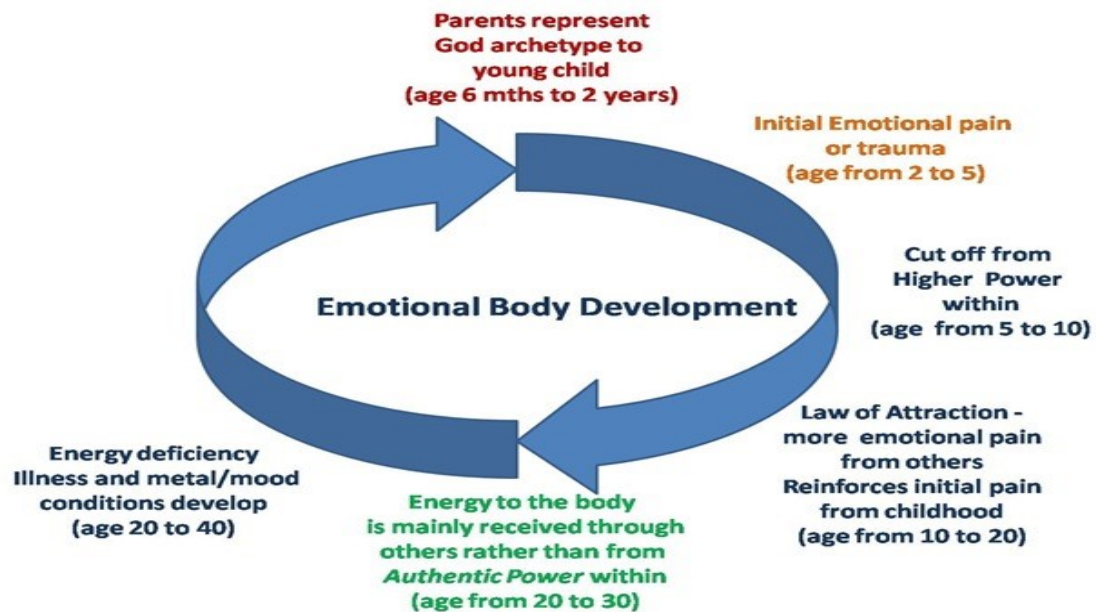 Parents represent
God archetype to
young child
(age 6 mths to 2 years)
Initial Emotional pain
or trauma
(age from 2 to 5)
Cut off from
Higher Power
within
(age from 5 to 10)
Emotional Body Development
Law of Attraction -
more emotional pain
from others
Reinforces initial pain
from childhood
(age from 10 to 20)
Energy to the body
is mainly received through
others rather than from
Authentic Power within
(age from 20 to 30)
Energy deficiency
Illness and metal/mood
conditions develop
(age 20 to 40)